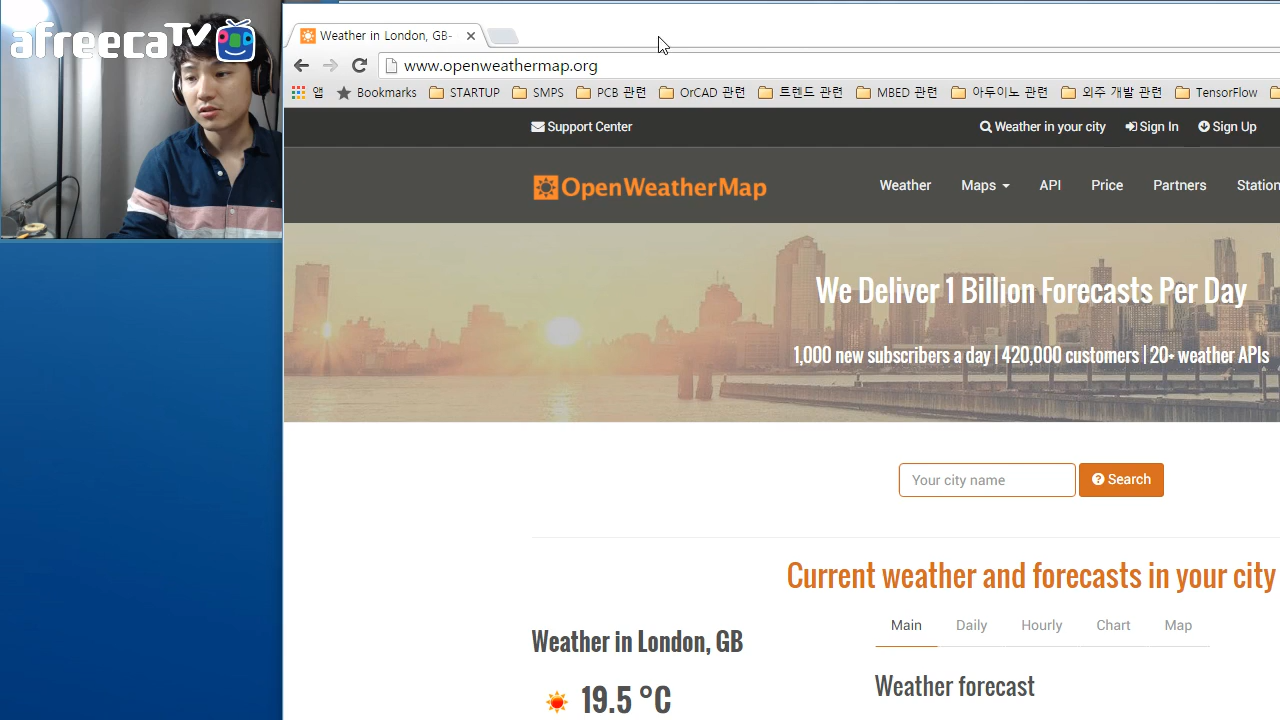 afreecaTV
Weather in London, GB-
www.openweathermap.org
앱 Bookmarks STARTUP SMPS PCB 관련 OrCAD 관련 트렌드 관련 MBED 관련 아두이노 관련 외주 개발 관련 TensorFlow
Support Center Weather in your city Sign In Sign Up
OpenWeatherMap Weather Maps API Price Partners Station
We Deliver 1 Billion Forecasts Per Day
1,000 new subscribers a day | 420,000 customers | 20+ weather APIs
Your city name Search
Current weather and forecasts in your city
Main Daily Hourly Chart Map
Weather in London, GB
Weather forecast
19.5 °C